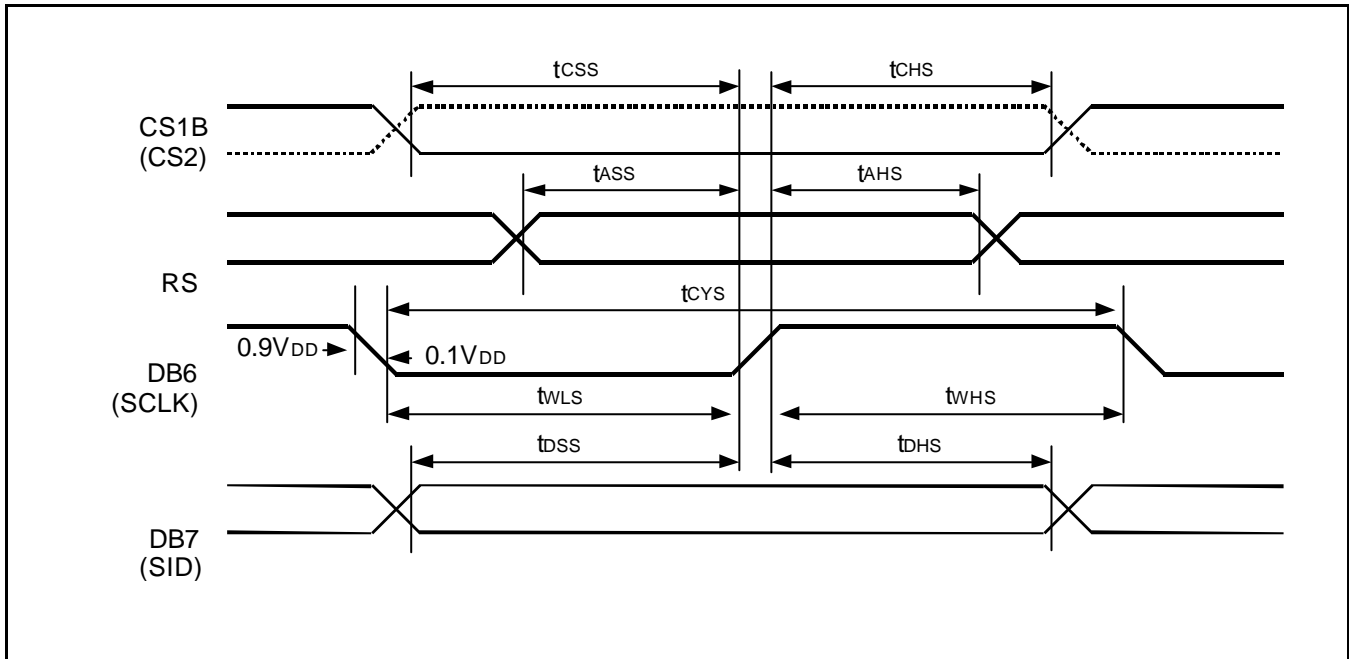 tCSS
tCHS
CS1B
(CS2)
tASS
tAHS
RS
tCYS
0.9VDD
0.1VDD
DB6
(SCLK)
tWLS
tWHS
tDSS
tDHS
DB7
(SID)